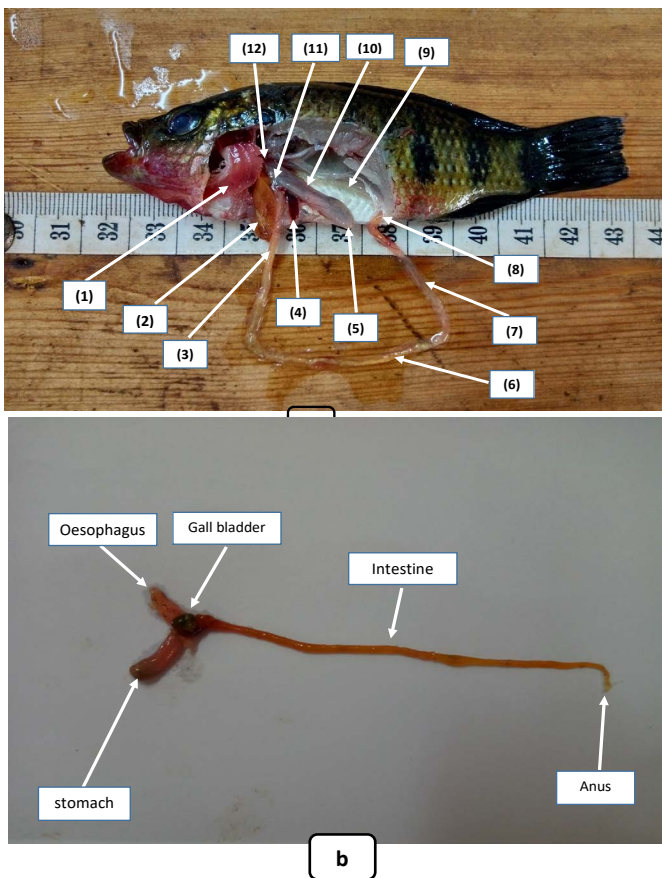 (12)
(11)
(10)
(9)
30 31 32 33 34 36 37 38 39 40 41 42 43 44
(1)
(2)
(3)
(4)
(5)
(8)
(7)
(6)
Oesophagus
Gall bladder
Intestine
stomach
Anus
b